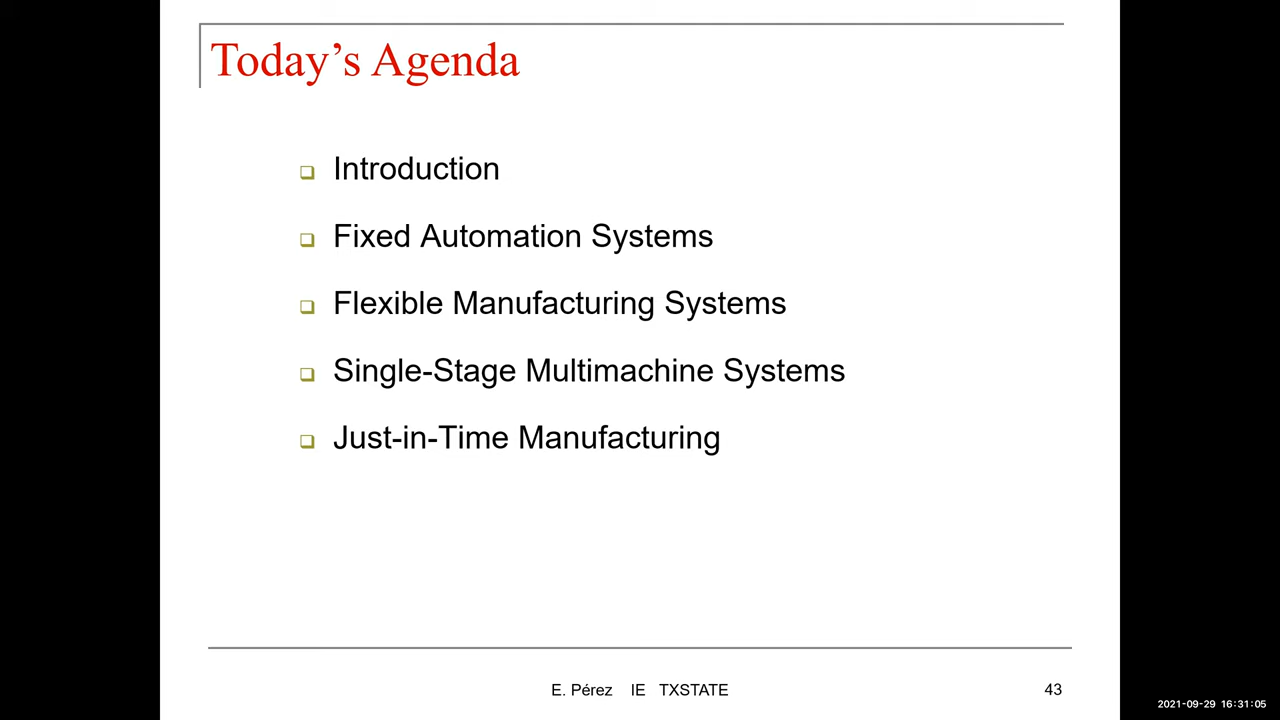 Today’s Agenda
Introduction
Fixed Automation Systems
Flexible Manufacturing Systems
Single-Stage Multimachine Systems
Just-in-Time Manufacturing
E. Pérez IE TXSTATE
43
2021-09-29 16:31:05